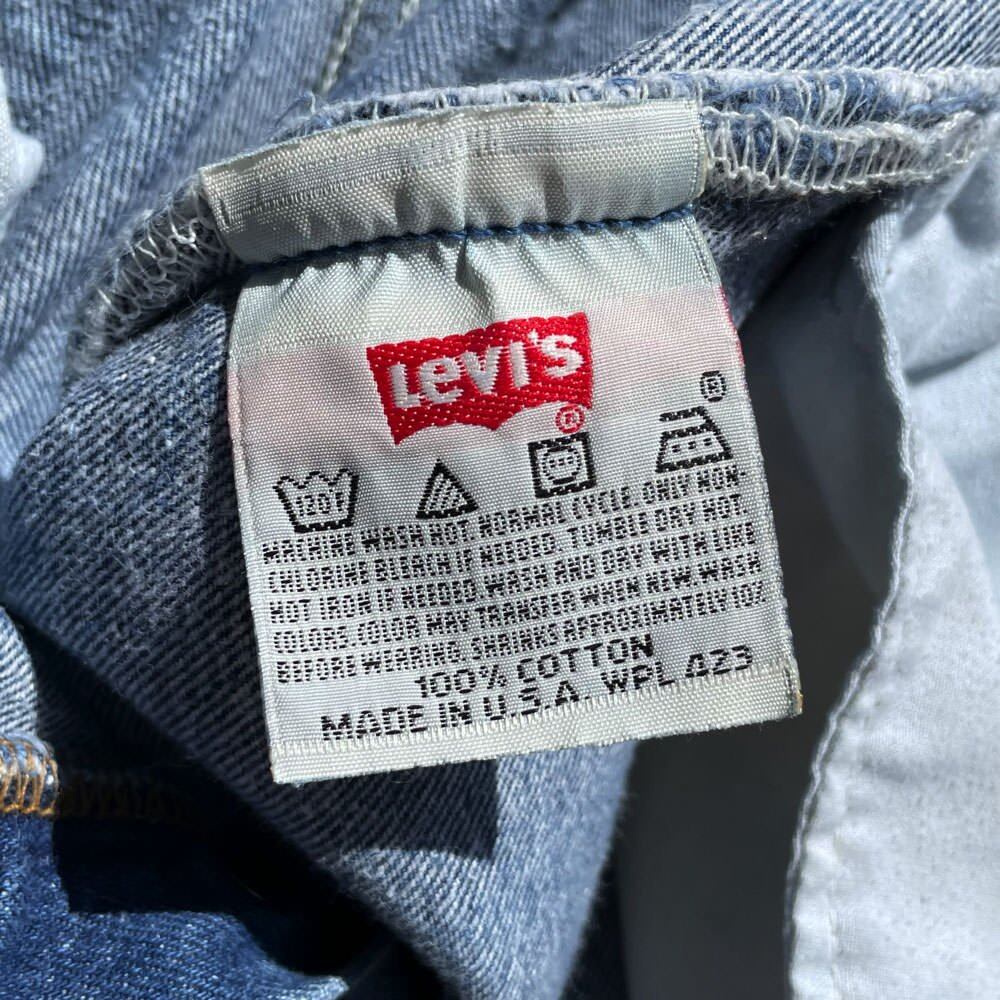 LEVI'S
®
®
120°
MACHINE WASH HOT. NORMAL CYCLE. ONLY NON-
CHLORINE BLEACH IF NEEDED. TUMBLE DRY HOT.
HOT IRON IF NEEDED. WASH AND DRY WITH LIKE
COLORS. COLOR MAY TRANSFER WHEN NEW. WASH
BEFORE WEARING. SHRINKS APPROXIMATELY 10%
100% COTTON
MADE IN U.S.A. WPL 423